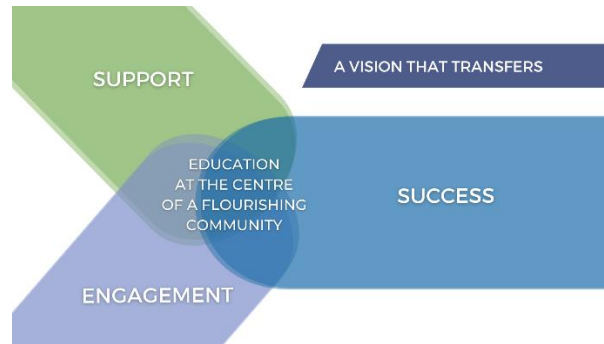 A VISION THAT TRANSFERS
SUPPORT
EDUCATION
AT THE CENTRE
OF A FLOURISHING
COMMUNITY
SUCCESS
ENGAGEMENT